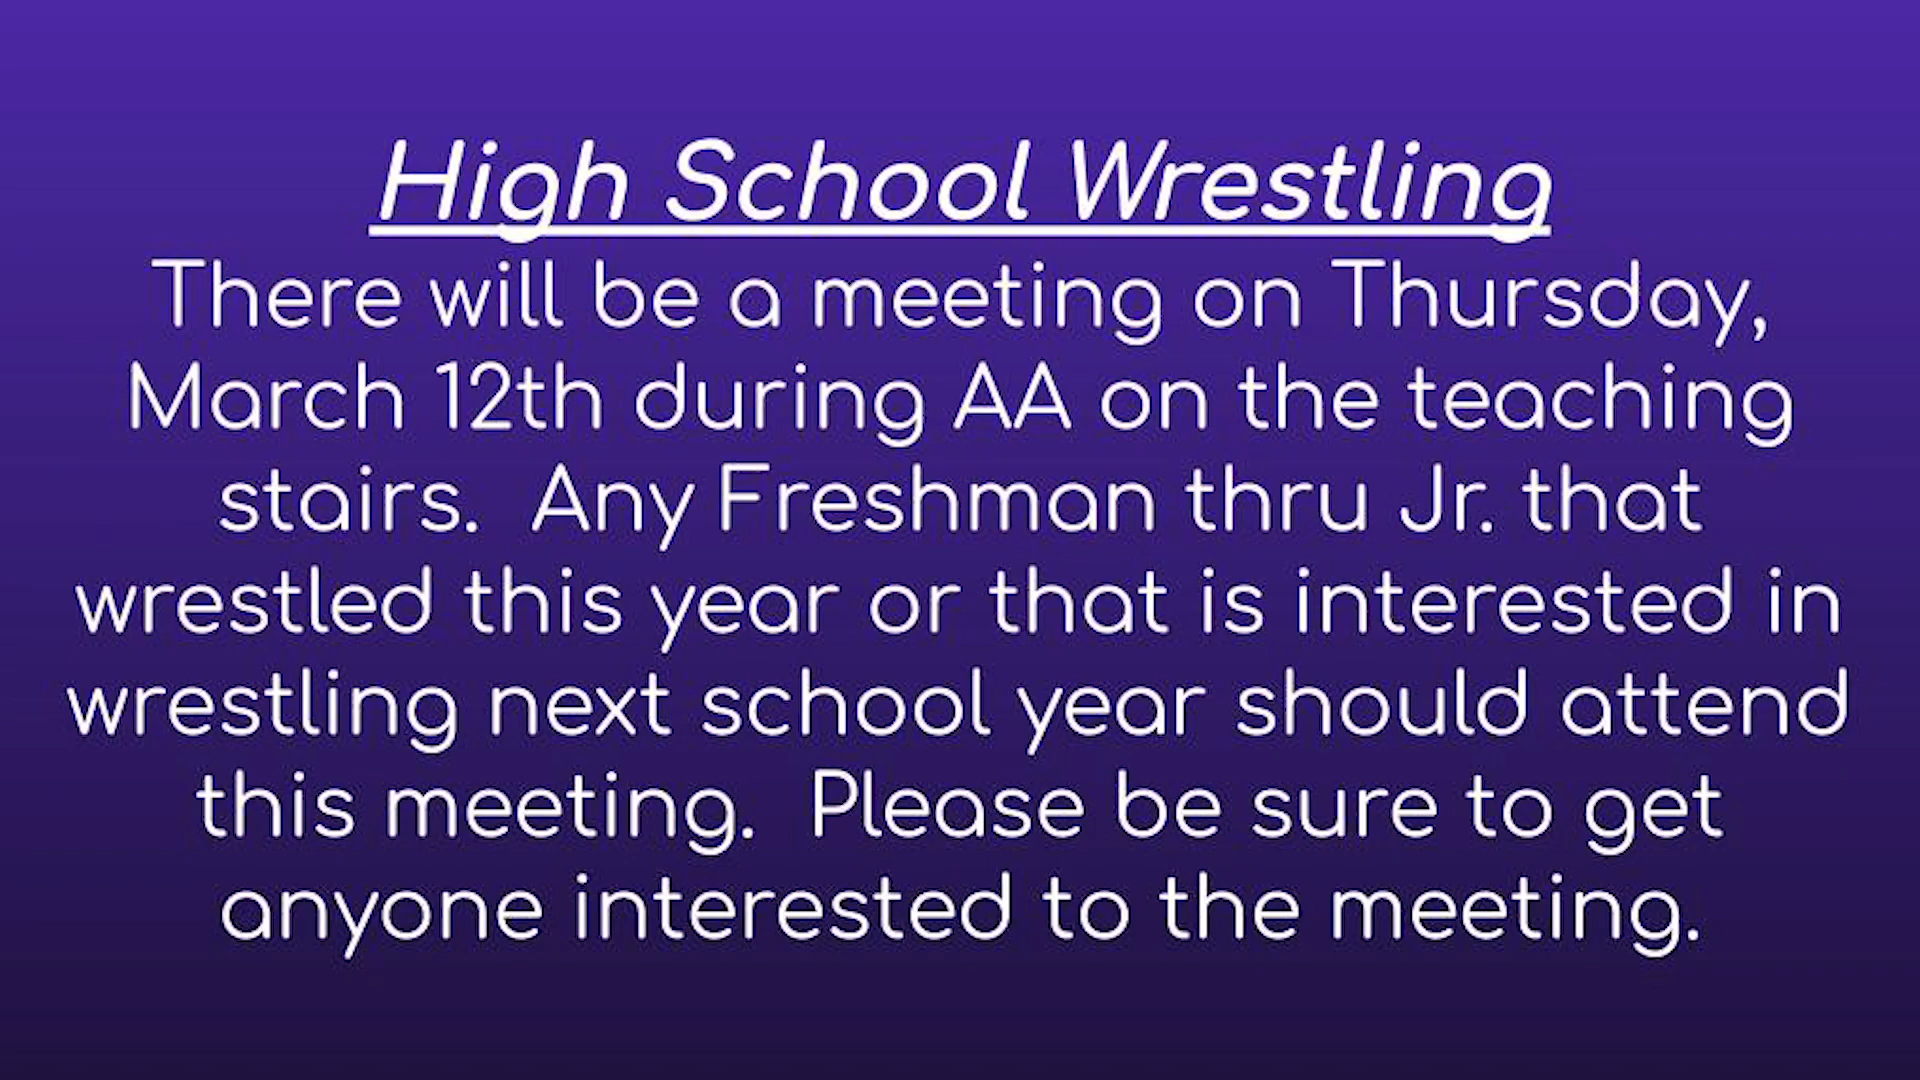 High School Wrestling
There will be a meeting on Thursday,
March 12th during AA on the teaching
stairs.  Any Freshman thru Jr. that
wrestled this year or that is interested in
wrestling next school year should attend
this meeting.  Please be sure to get
anyone interested to the meeting.